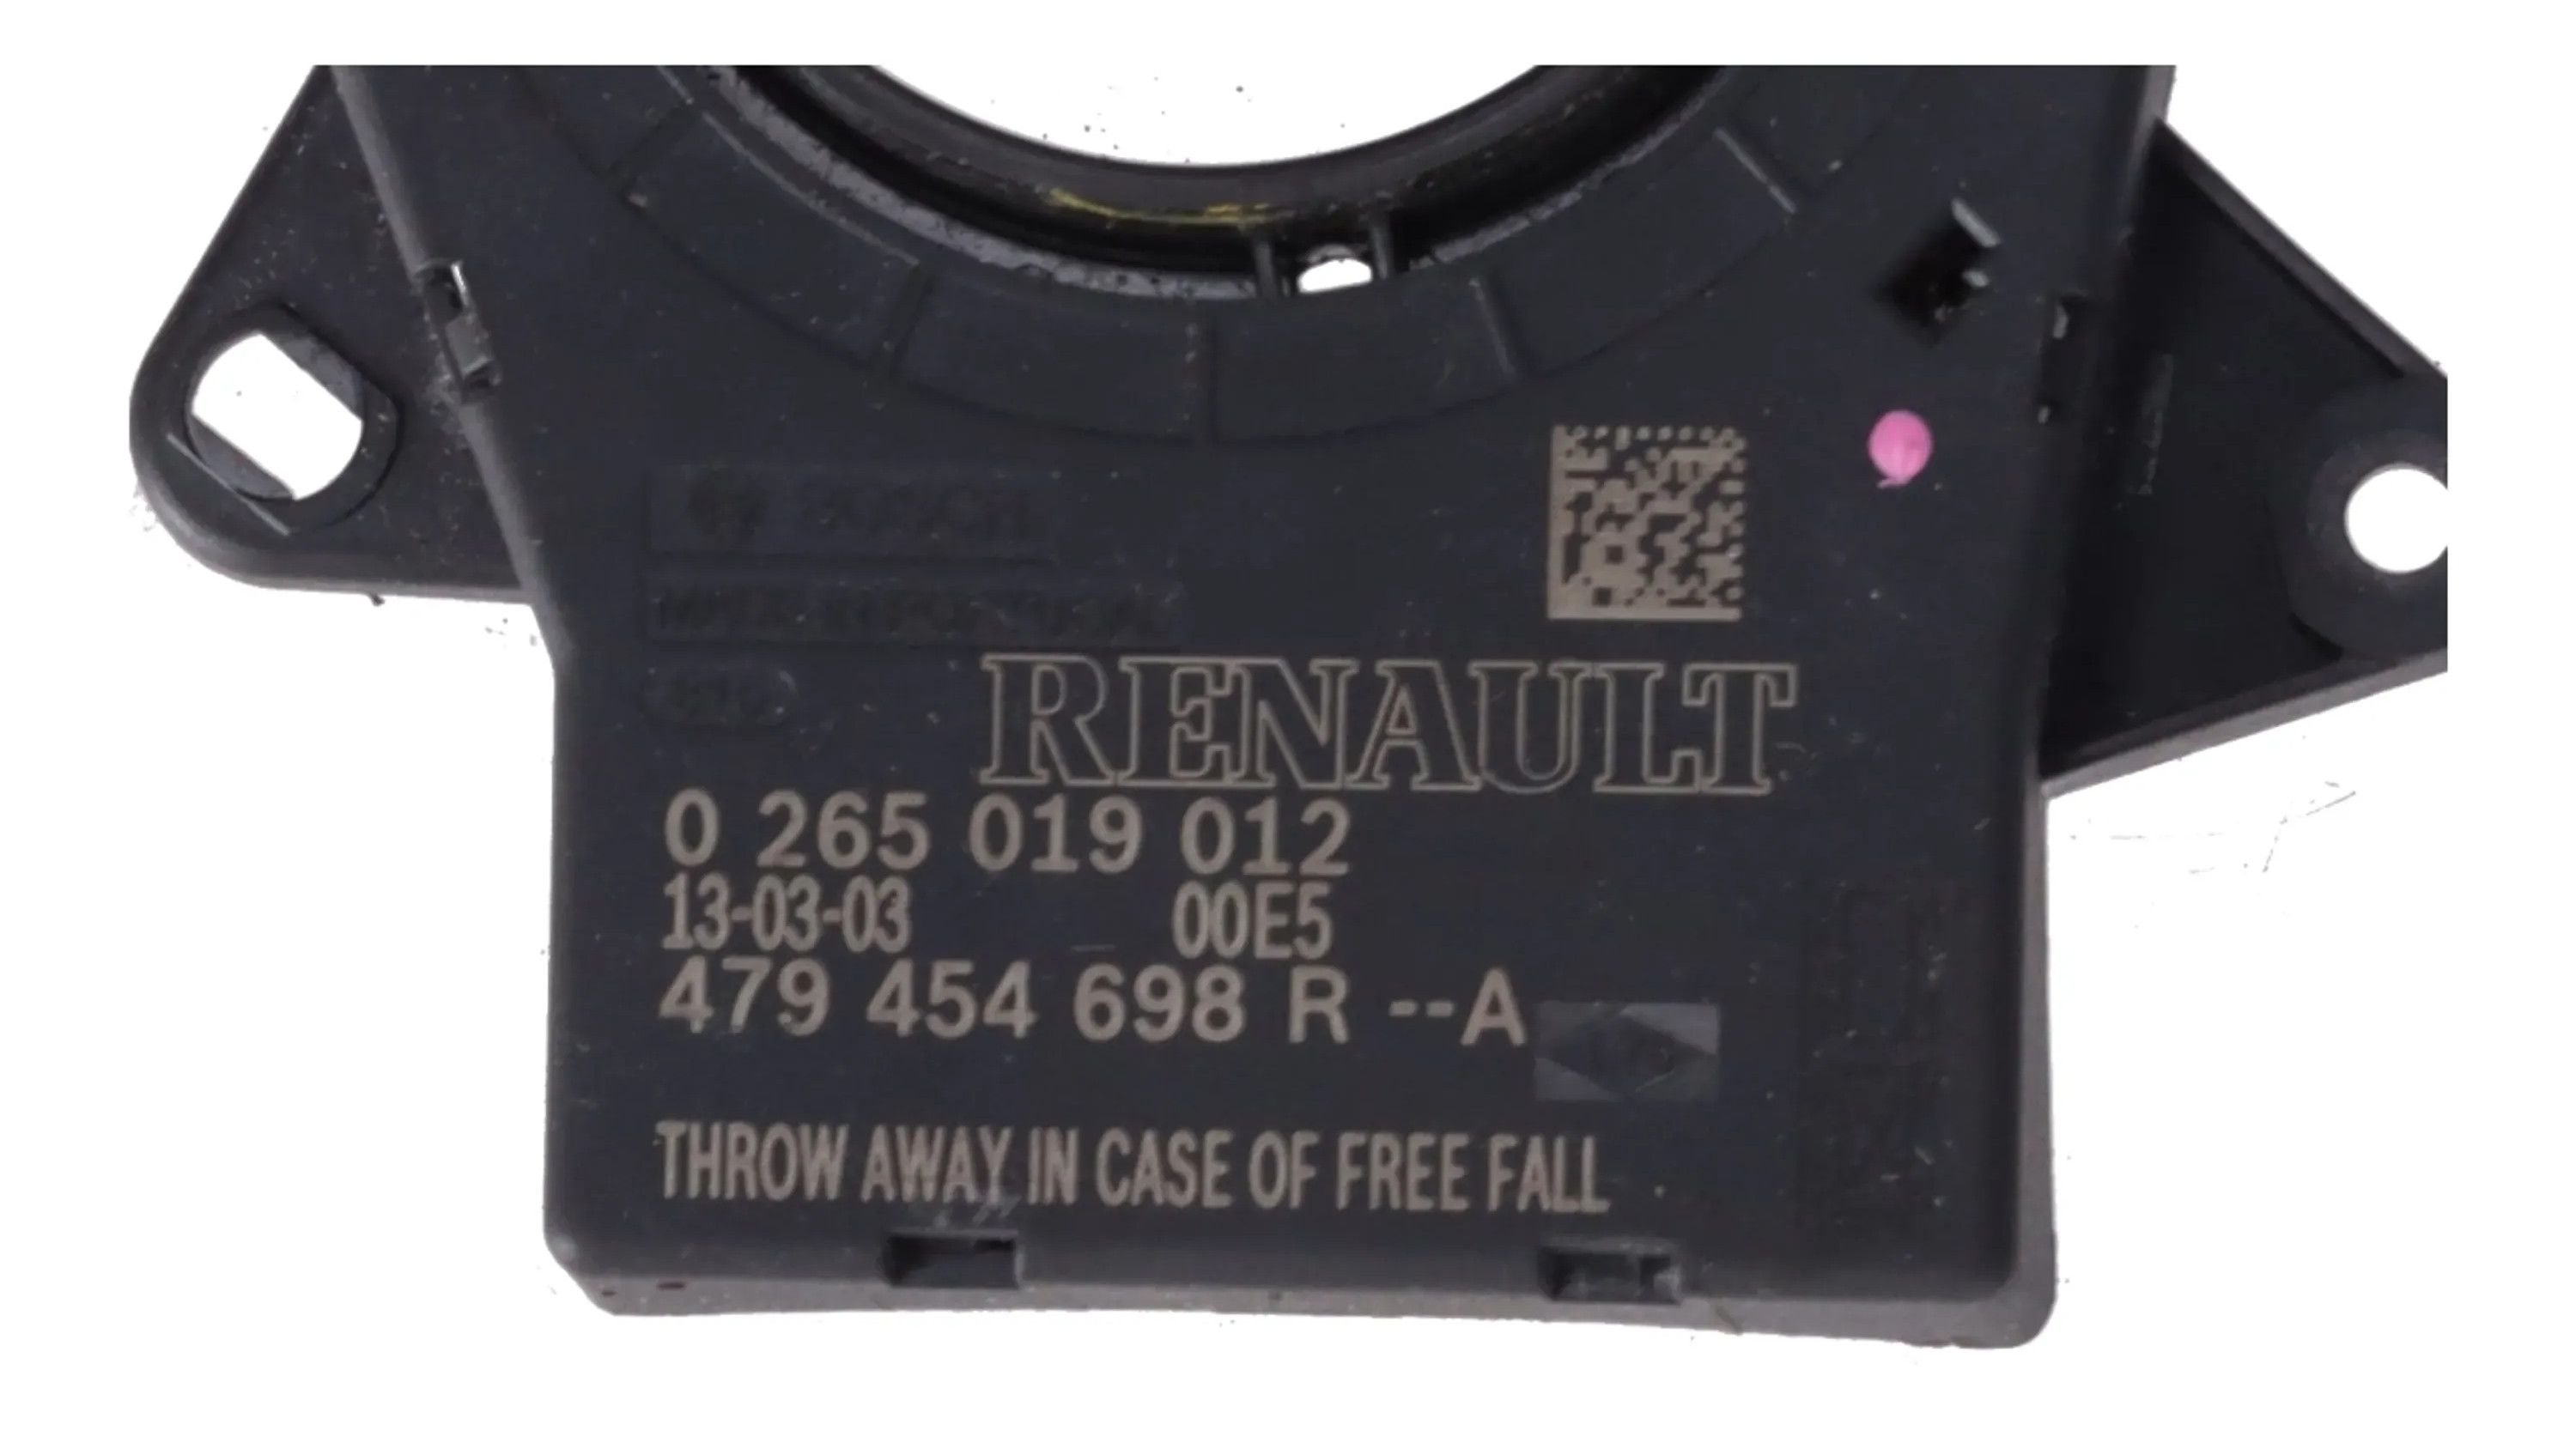 BOSCH
RENAULT
0 265 019 012
13-03-03 00E5
479 454 698 R --A
THROW AWAY IN CASE OF FREE FALL